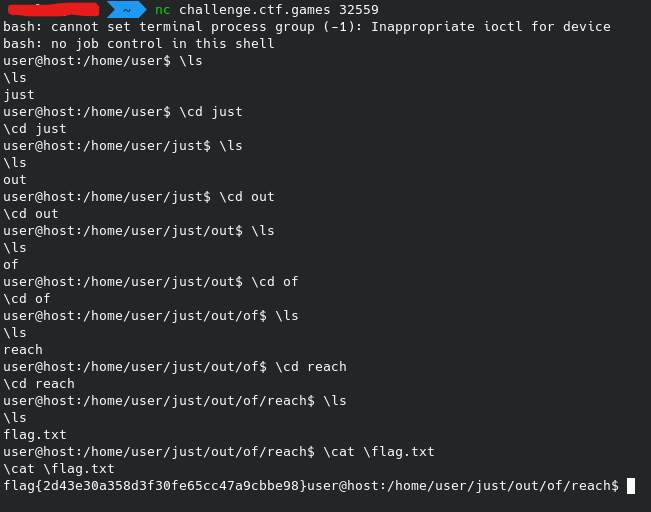 ~ nc challenge.ctf.games 32559
bash: cannot set terminal process group (-1): Inappropriate ioctl for device
bash: no job control in this shell
user@host:/home/user$ \ls
\ls
just
user@host:/home/user$ \cd just
\cd just
user@host:/home/user/just$ \ls
\ls
out
user@host:/home/user/just$ \cd out
\cd out
user@host:/home/user/just/out$ \ls
\ls
of
user@host:/home/user/just/out$ \cd of
\cd of
user@host:/home/user/just/out/of$ \ls
\ls
reach
user@host:/home/user/just/out/of$ \cd reach
\cd reach
user@host:/home/user/just/out/of/reach$ \ls
\ls
flag.txt
user@host:/home/user/just/out/of/reach$ \cat \flag.txt
\cat \flag.txt
flag{2d43e30a358d3f30fe65cc47a9cbbe98}user@host:/home/user/just/out/of/reach$